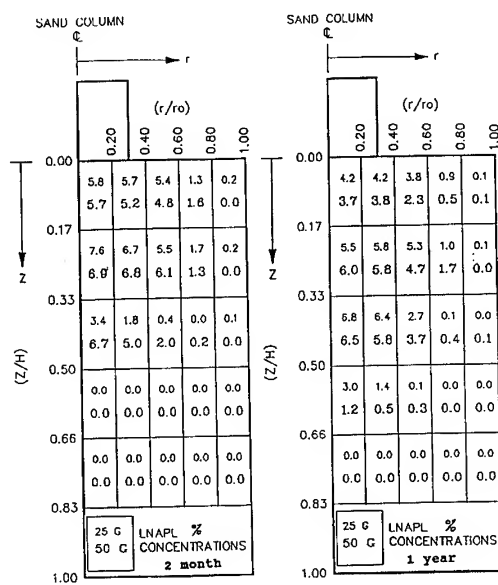 SAND COLUMN
℄
r
(r/ro)
0.20
0.40
0.60
0.80
1.00
0.00
5.8 5.7 5.4 1.3 0.2
5.7 5.2 4.8 1.6 0.0
0.17
7.6 6.7 5.5 1.7 0.2
6.9 6.8 6.1 1.3 0.0
Z
0.33
3.4 1.8 0.4 0.0 0.1
6.7 5.0 2.0 0.2 0.0
(Z/H)
0.50
0.0 0.0 0.0 0.0 0.0
0.0 0.0 0.0 0.0 0.0
0.66
0.0 0.0 0.0 0.0 0.0
0.0 0.0 0.0 0.0 0.0
0.83
25 G
50 G
LNAPL %
CONCENTRATIONS
2 month
1.00
SAND COLUMN
℄
r
(r/ro)
0.20
0.40
0.60
0.80
1.00
0.00
4.2 4.2 3.8 0.9 0.1
3.7 3.8 2.3 0.5 0.1
0.17
5.5 5.8 5.3 1.0 0.1
6.0 5.8 4.7 1.7 0.0
Z
0.33
6.8 6.4 2.7 0.1 0.0
6.5 5.8 3.7 0.4 0.1
(Z/H)
0.50
3.0 1.4 0.1 0.0 0.0
1.2 0.5 0.3 0.0 0.0
0.66
0.0 0.0 0.0 0.0 0.0
0.0 0.0 0.0 0.0 0.0
0.83
25 G
50 G
LNAPL %
CONCENTRATIONS
1 year
1.00